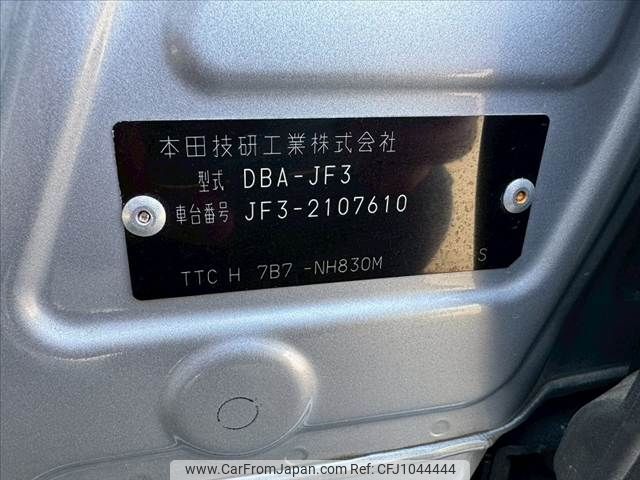 本田技研工業株式会社
型式 DBA-JF3
車台番号 JF3-2107610
TTC H 7B7 -NH830M S
www.CarFromJapan.com | Ref:CFJ1044444